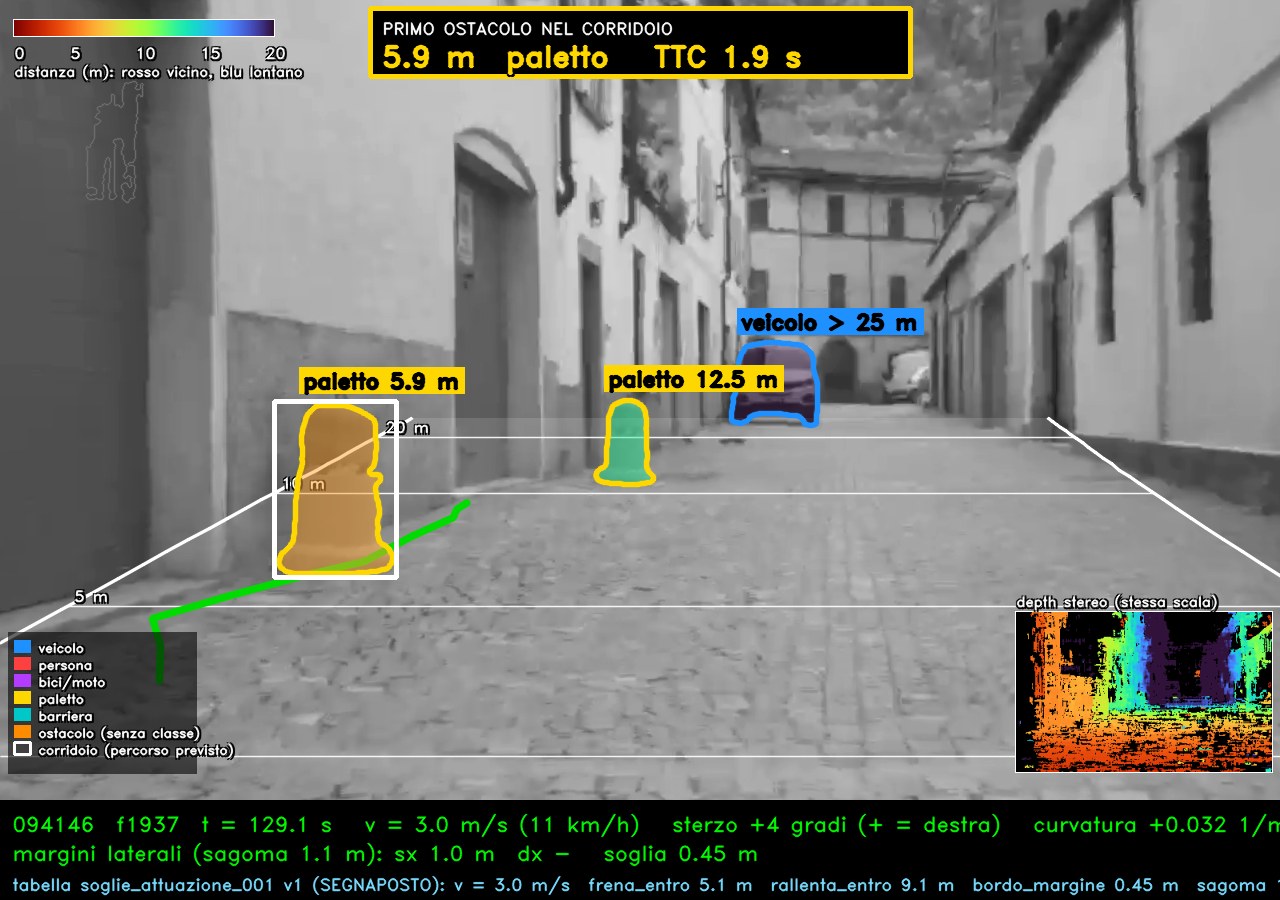 0 5 10 15 20
distanza (m): rosso vicino, blu lontano
PRIMO OSTACOLO NEL CORRIDOIO
5.9 m paletto TTC 1.9 s
veicolo > 25 m
paletto 5.9 m
paletto 12.5 m
20 m
10 m
5 m
depth stereo (stessa scala)
veicolo
persona
bici/moto
paletto
barriera
ostacolo (senza classe)
corridoio (percorso previsto)
094146 f1937 t = 129.1 s v = 3.0 m/s (11 km/h) sterzo +4 gradi (+ = destra) curvatura +0.032 1/m
margini laterali (sagoma 1.1 m): sx 1.0 m dx - soglia 0.45 m
tabella soglie_attuazione_001 v1 (SEGNAPOSTO): v = 3.0 m/s frena_entro 5.1 m rallenta_entro 9.1 m bordo_margine 0.45 m sagoma